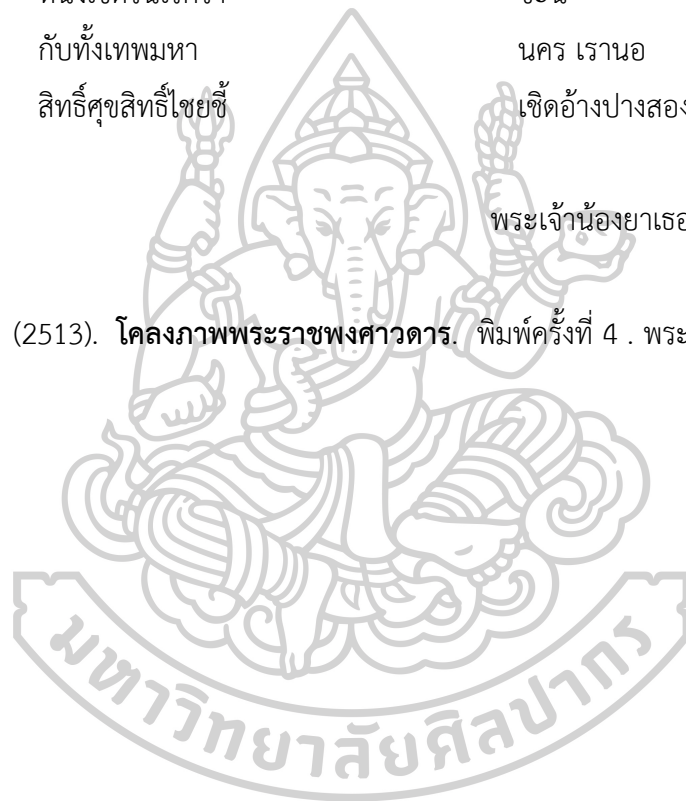 กับทั้งเทพมหา นคร เรานอ
สิทธิ์ศุขสิทธิ์ไชยชี้ เชิดอ้างปางสอง
พระเจ้าน้องยาเธอ
(2513). โคลงภาพพระราชพงศาวดาร. พิมพ์ครั้งที่ 4 . พระ
มหาวิทยาลัยศิลปากร